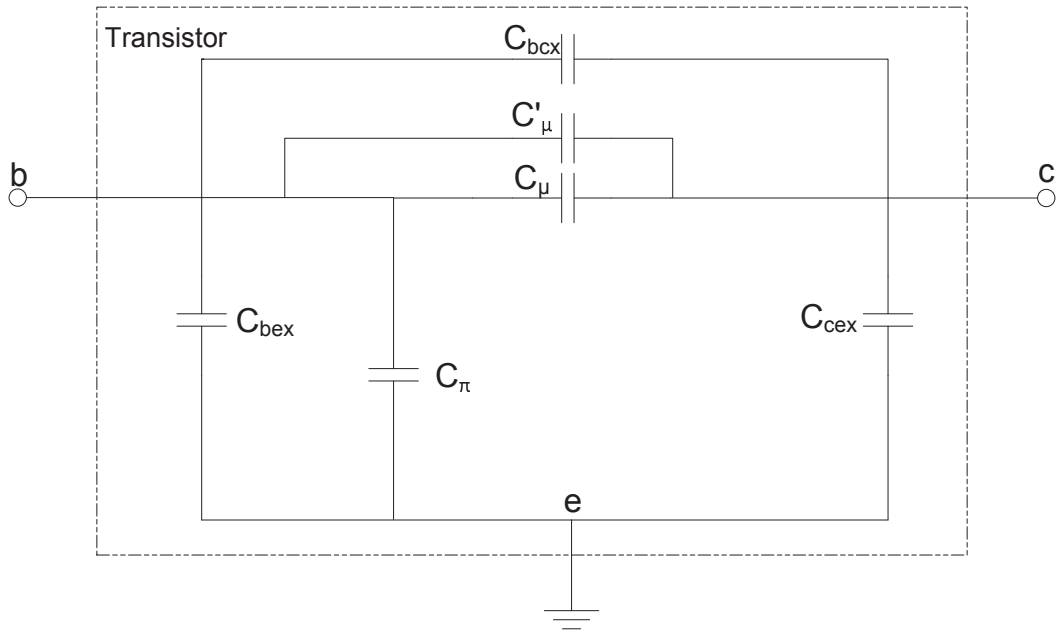 Transistor
C_bcx
C'_μ
b
C_μ
c
C_bex
C_cex
C_π
e